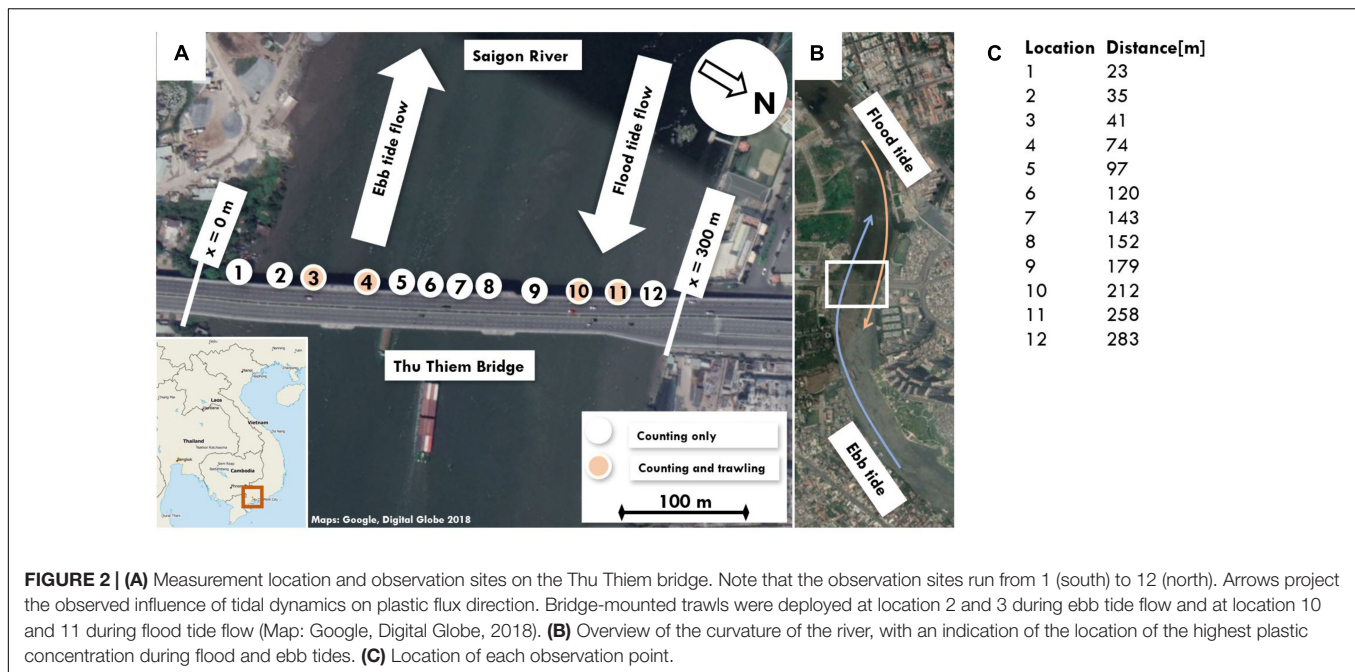 A
Saigon River
N
Ebb tide flow
Flood tide flow
x = 0 m
x = 300 m
1 2 3 4 5 6 7 8 9 10 11 12
Thu Thiem Bridge
Laos
Thailand
Vietnam
Cambodia
Counting only
Counting and trawling
100 m
Maps: Google, Digital Globe 2018
B
Flood tide
Ebb tide
C
Location Distance[m]
1 23
2 35
3 41
4 74
5 97
6 120
7 143
8 152
9 179
10 212
11 258
12 283
FIGURE 2 | (A) Measurement location and observation sites on the Thu Thiem bridge. Note that the observation sites run from 1 (south) to 12 (north). Arrows project
the observed influence of tidal dynamics on plastic flux direction. Bridge-mounted trawls were deployed at location 2 and 3 during ebb tide flow and at location 10
and 11 during flood tide flow (Map: Google, Digital Globe, 2018). (B) Overview of the curvature of the river, with an indication of the location of the highest plastic
concentration during flood and ebb tides. (C) Location of each observation point.